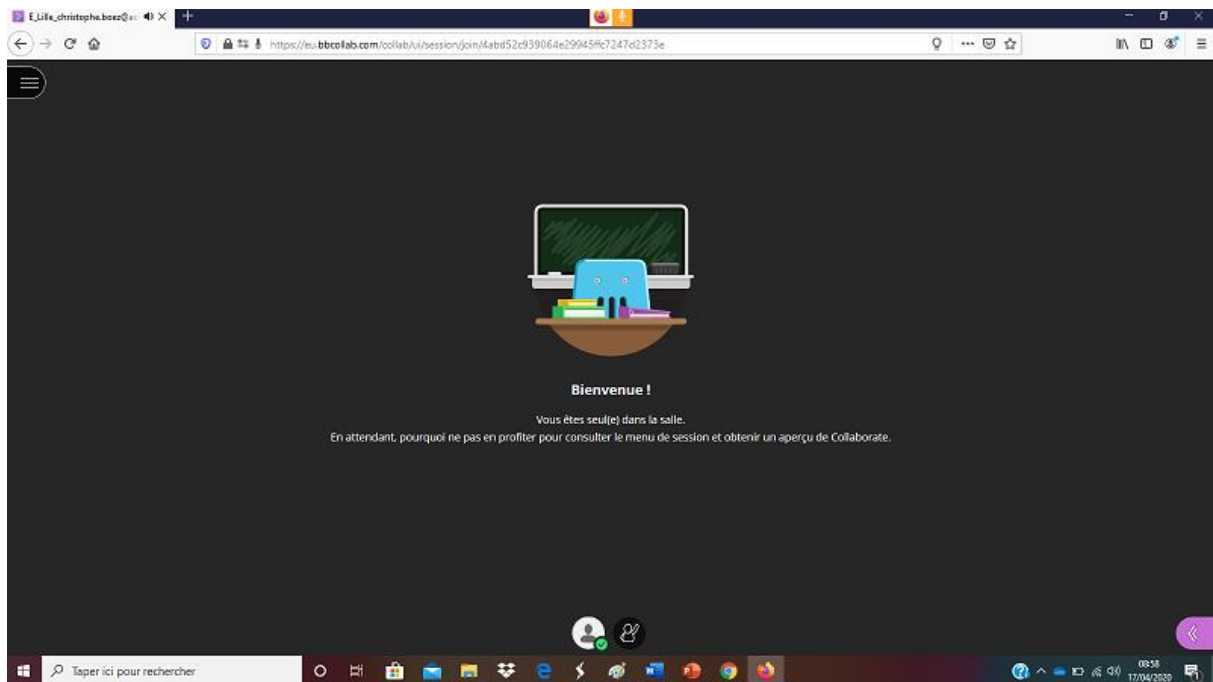 E_Lille_christophe.boez@ac
https://eu.bbcollab.com/collab/ui/session/join/4abd52c939064e29945ffc7247d2373e
Bienvenue !
Vous êtes seul(e) dans la salle.
En attendant, pourquoi ne pas en profiter pour consulter le menu de session et obtenir un aperçu de Collaborate.
Taper ici pour rechercher
08:58
17/04/2020